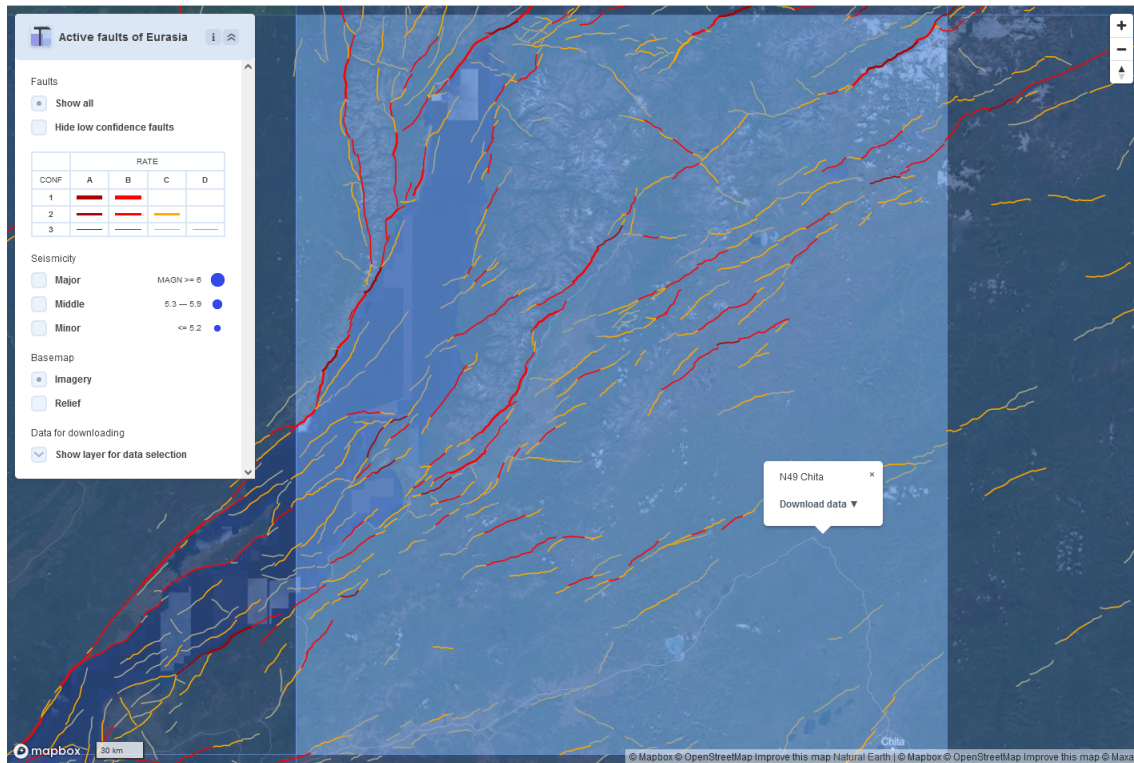 Active faults of Eurasia
i
Faults
Show all
Hide low confidence faults
RATE
CONF A B C D
1
2
3
Seismicity
Major MAGN >= 6
Middle 5.3 — 5.9
Minor <= 5.2
Basemap
Imagery
Relief
Data for downloading
Show layer for data selection
+
−
N49 Chita ×
Download data ▼
Chita
mapbox
30 km
© Mapbox © OpenStreetMap Improve this map Natural Earth | © Mapbox © OpenStreetMap Improve this map © Maxa